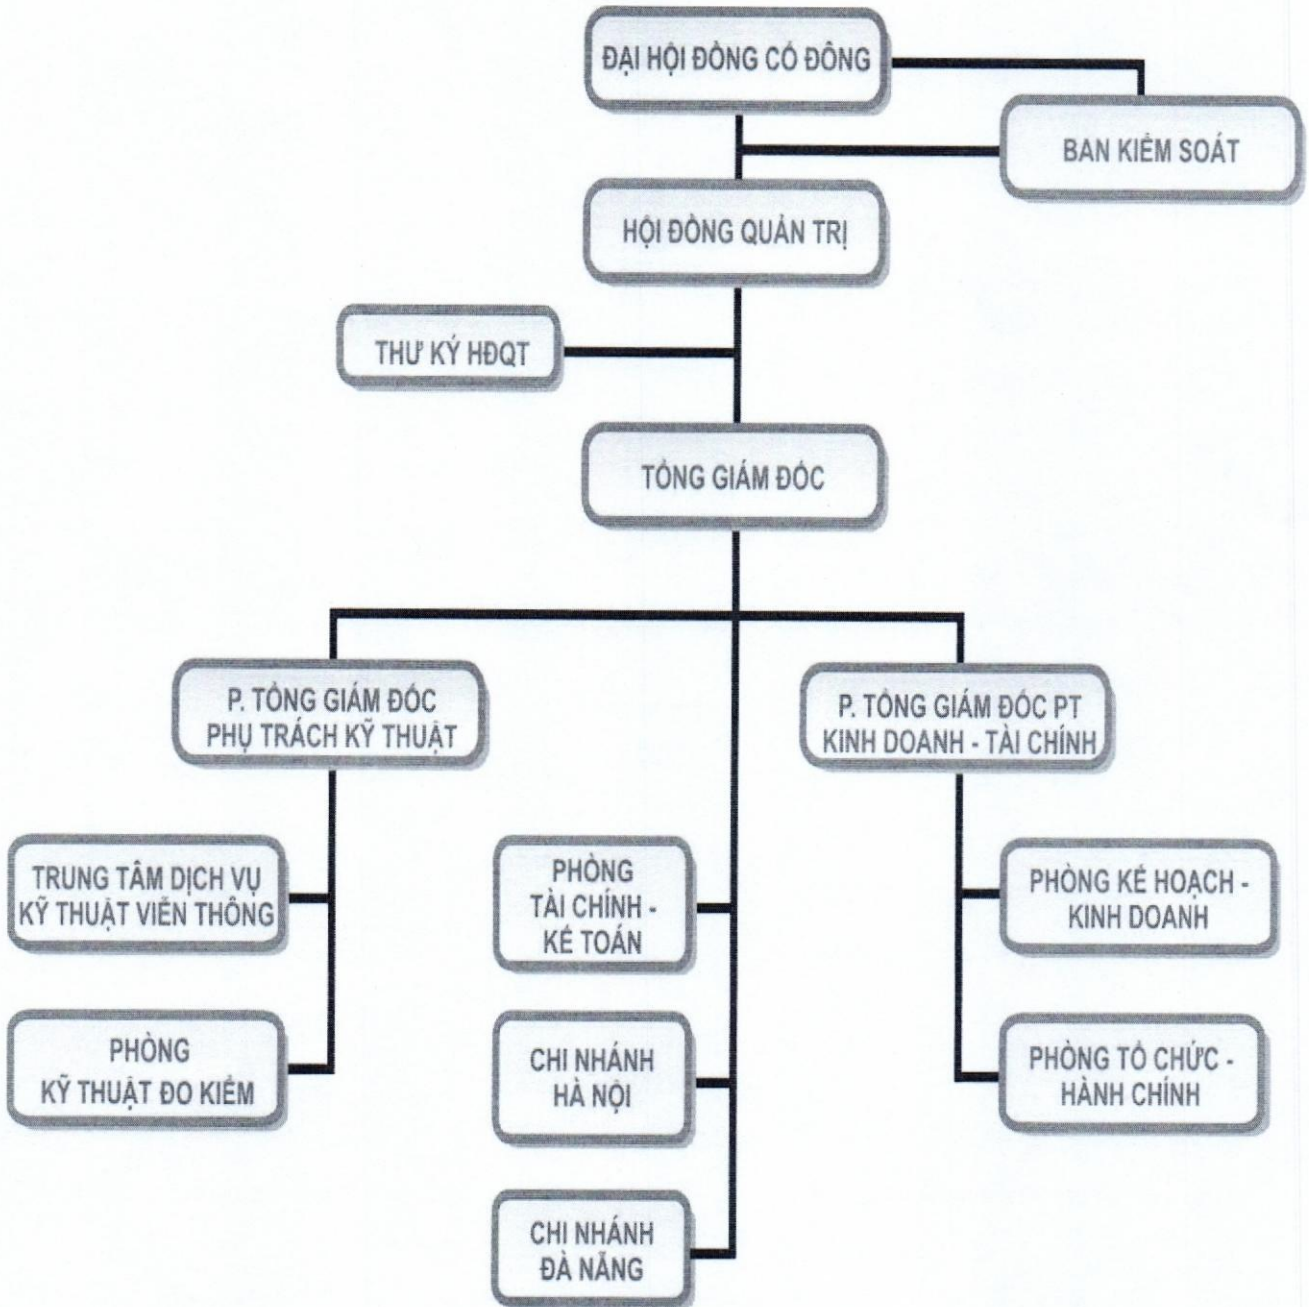 ĐẠI HỘI ĐỒNG CỔ ĐÔNG
BAN KIỂM SOÁT
HỘI ĐỒNG QUẢN TRỊ
THƯ KÝ HĐQT
TỔNG GIÁM ĐỐC
P. TỔNG GIÁM ĐỐC
PHỤ TRÁCH KỸ THUẬT
P. TỔNG GIÁM ĐỐC PT
KINH DOANH - TÀI CHÍNH
TRUNG TÂM DỊCH VỤ
KỸ THUẬT VIỄN THÔNG
PHÒNG
TÀI CHÍNH -
KẾ TOÁN
PHÒNG KẾ HOẠCH -
KINH DOANH
PHÒNG
KỸ THUẬT ĐO KIỂM
CHI NHÁNH
HÀ NỘI
PHÒNG TỔ CHỨC -
HÀNH CHÍNH
CHI NHÁNH
ĐÀ NẴNG